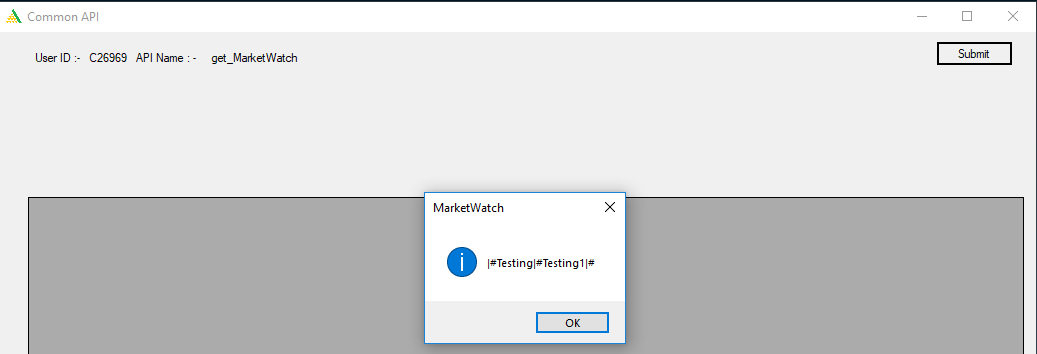 Common API
User ID :- C26969 API Name : - get_MarketWatch
Submit
MarketWatch
|#Testing|#Testing1|#
OK